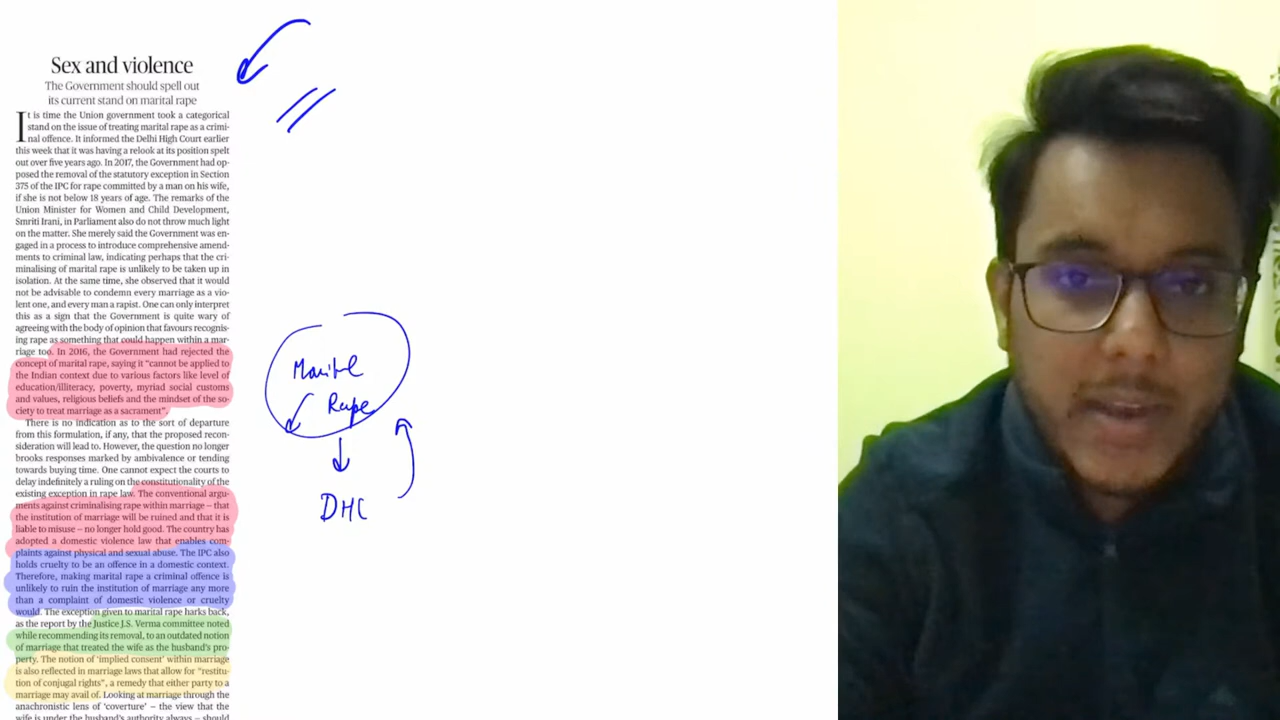 Sex and violence
The Government should spell out
its current stand on marital rape
It is time the Union government took a categorical
stand on the issue of treating marital rape as a crimi-
nal offence. It informed the Delhi High Court earlier
this week that it was having a relook at its position spelt
out over five years ago. In 2017, the Government had op-
posed the removal of the statutory exception in Section
375 of the IPC for rape committed by a man on his wife,
if she is not below 18 years of age. The remarks of the
Union Minister for Women and Child Development,
Smriti Irani, in Parliament also do not throw much light
on the matter. She merely said the Government was en-
gaged in a process to introduce comprehensive amend-
ments to criminal law, indicating perhaps that the cri-
minalising of marital rape is unlikely to be taken up in
isolation. At the same time, she observed that it would
not be advisable to condemn every marriage as a vio-
lent one, and every man a rapist. One can only interpret
this as a sign that the Government is quite wary of
agreeing with the body of opinion that favours recognis-
ing rape as something that could happen within a mar-
riage too. In 2016, the Government had rejected the
concept of marital rape, saying it "cannot be applied to
the Indian context due to various factors like level of
education/illiteracy, poverty, myriad social customs
and values, religious beliefs and the mindset of the so-
ciety to treat marriage as a sacrament".
There is no indication as to the sort of departure
from this formulation, if any, that the proposed recon-
sideration will lead to. However, the question no longer
brooks responses marked by ambivalence or tending
towards buying time. One cannot expect the courts to
delay indefinitely a ruling on the constitutionality of the
existing exception in rape law. The conventional argu-
ments against criminalising rape within marriage – that
the institution of marriage will be ruined and that it is
liable to misuse – no longer hold good. The country has
adopted a domestic violence law that enables com-
plaints against physical and sexual abuse. The IPC also
holds cruelty to be an offence in a domestic context.
Therefore, making marital rape a criminal offence is
unlikely to ruin the institution of marriage any more
than a complaint of domestic violence or cruelty
would. The exception given to marital rape harks back,
as the report by the Justice J.S. Verma committee noted
while recommending its removal, to an outdated notion
of marriage that treated the wife as the husband's pro-
perty. The notion of 'implied consent' within marriage
is also reflected in marriage laws that allow for "restitu-
tion of conjugal rights", a remedy that either party to a
marriage may avail of. Looking at marriage through the
anachronistic lens of 'coverture' – the view that the
wife is under the husband's authority always – should
Marital
Rape
DHC